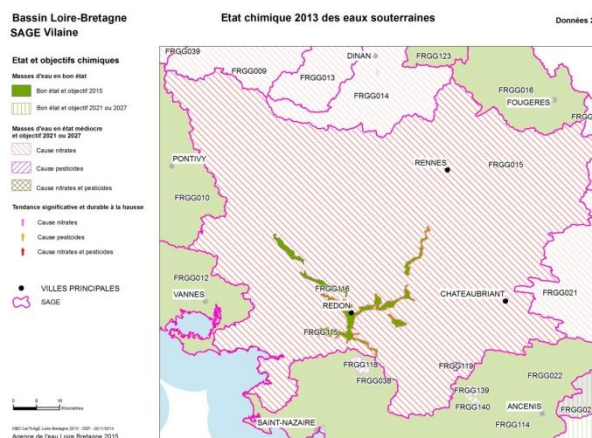 Bassin Loire-Bretagne
SAGE Vilaine
Etat chimique 2013 des eaux souterraines
Données 2
Etat et objectifs chimiques
Masses d'eau en bon état
Bon état et objectif 2015
Bon état et objectif 2021 ou 2027
Masses d'eau en état médiocre
et objectif 2021 ou 2027
Cause nitrates
Cause pesticides
Cause nitrates et pesticides
Tendance significative et durable à la hausse
Cause nitrates
Cause pesticides
Cause nitrates et pesticides
VILLES PRINCIPALES
SAGE
Kilomètres
Agence de l'eau Loire Bretagne 2015
FRGG039
DINAN
FRGG123
FRGG009
FRGG013
FRGG014
FRGG016
FOUGERES
PONTIVY
RENNES
FRGG015
FRGG010
FRGG012
VANNES
FRGG116
REDON
CHATEAUBRIANT
FRGG021
FRGG115
FRGG118
FRGG038
FRGG119
FRGG022
FRGG139
FRGG140
ANCENIS
FRGG114
SAINT-NAZAIRE